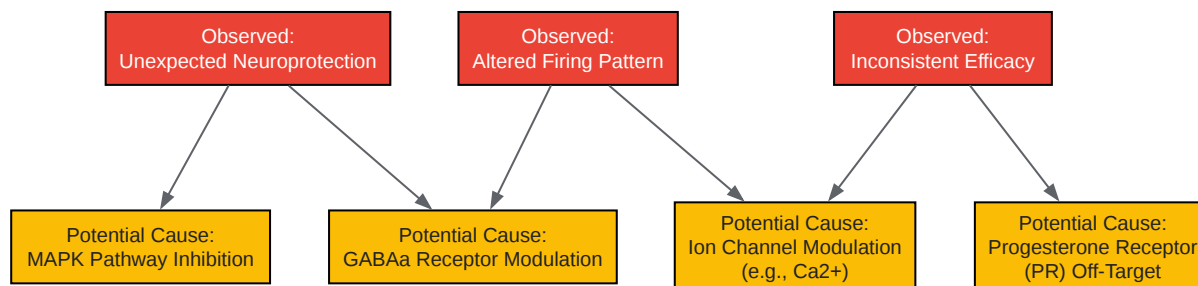 Observed:
Unexpected Neuroprotection
Observed:
Altered Firing Pattern
Observed:
Inconsistent Efficacy
Potential Cause:
MAPK Pathway Inhibition
Potential Cause:
GABAa Receptor Modulation
Potential Cause:
Ion Channel Modulation
(e.g., Ca2+)
Potential Cause:
Progesterone Receptor
(PR) Off-Target